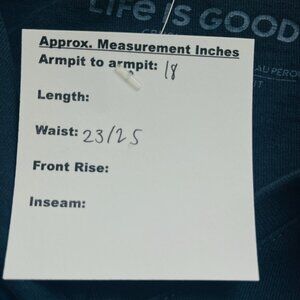 Life is GOOD
Approx. Measurement Inches
Armpit to armpit: 18
Length:
Waist: 23/25
Front Rise:
Inseam: